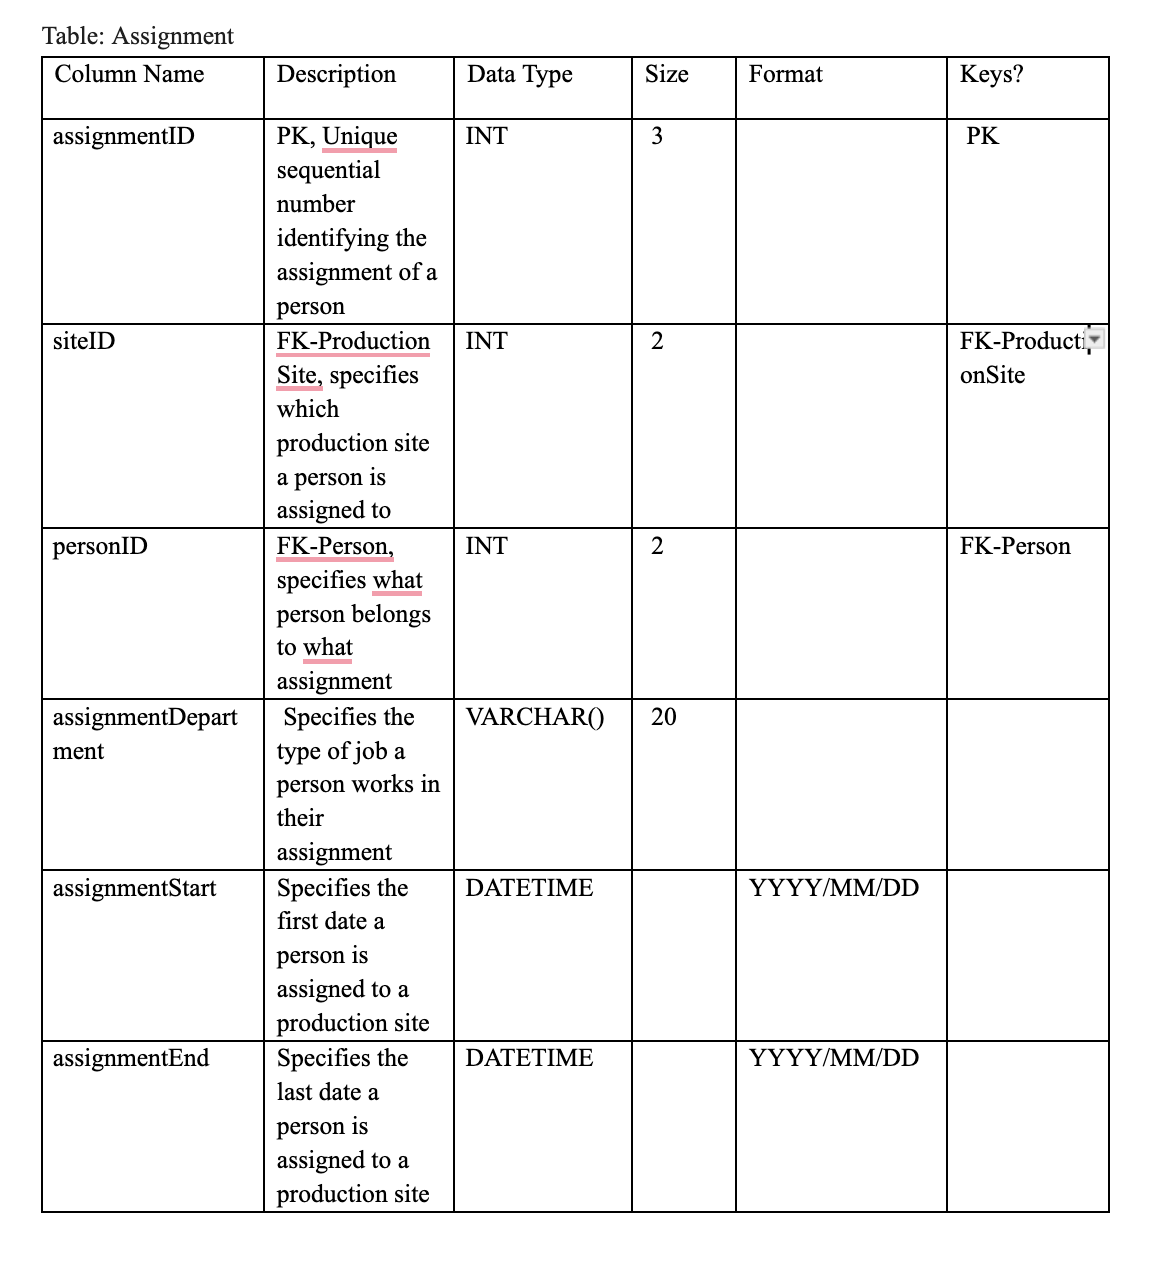 Table: Assignment
Column Name Description Data Type Size Format Keys?
assignmentID PK, Unique INT 3 PK
sequential
number
identifying the
assignment of a
person
siteID FK-Production INT 2 FK-Producti
Site, specifies onSite
which
production site
a person is
assigned to
personID FK-Person, INT 2 FK-Person
specifies what
person belongs
to what
assignment
assignmentDepart Specifies the VARCHAR() 20
ment type of job a
person works in
their
assignment
assignmentStart Specifies the DATETIME YYYY/MM/DD
first date a
person is
assigned to a
production site
assignmentEnd Specifies the DATETIME YYYY/MM/DD
last date a
person is
assigned to a
production site